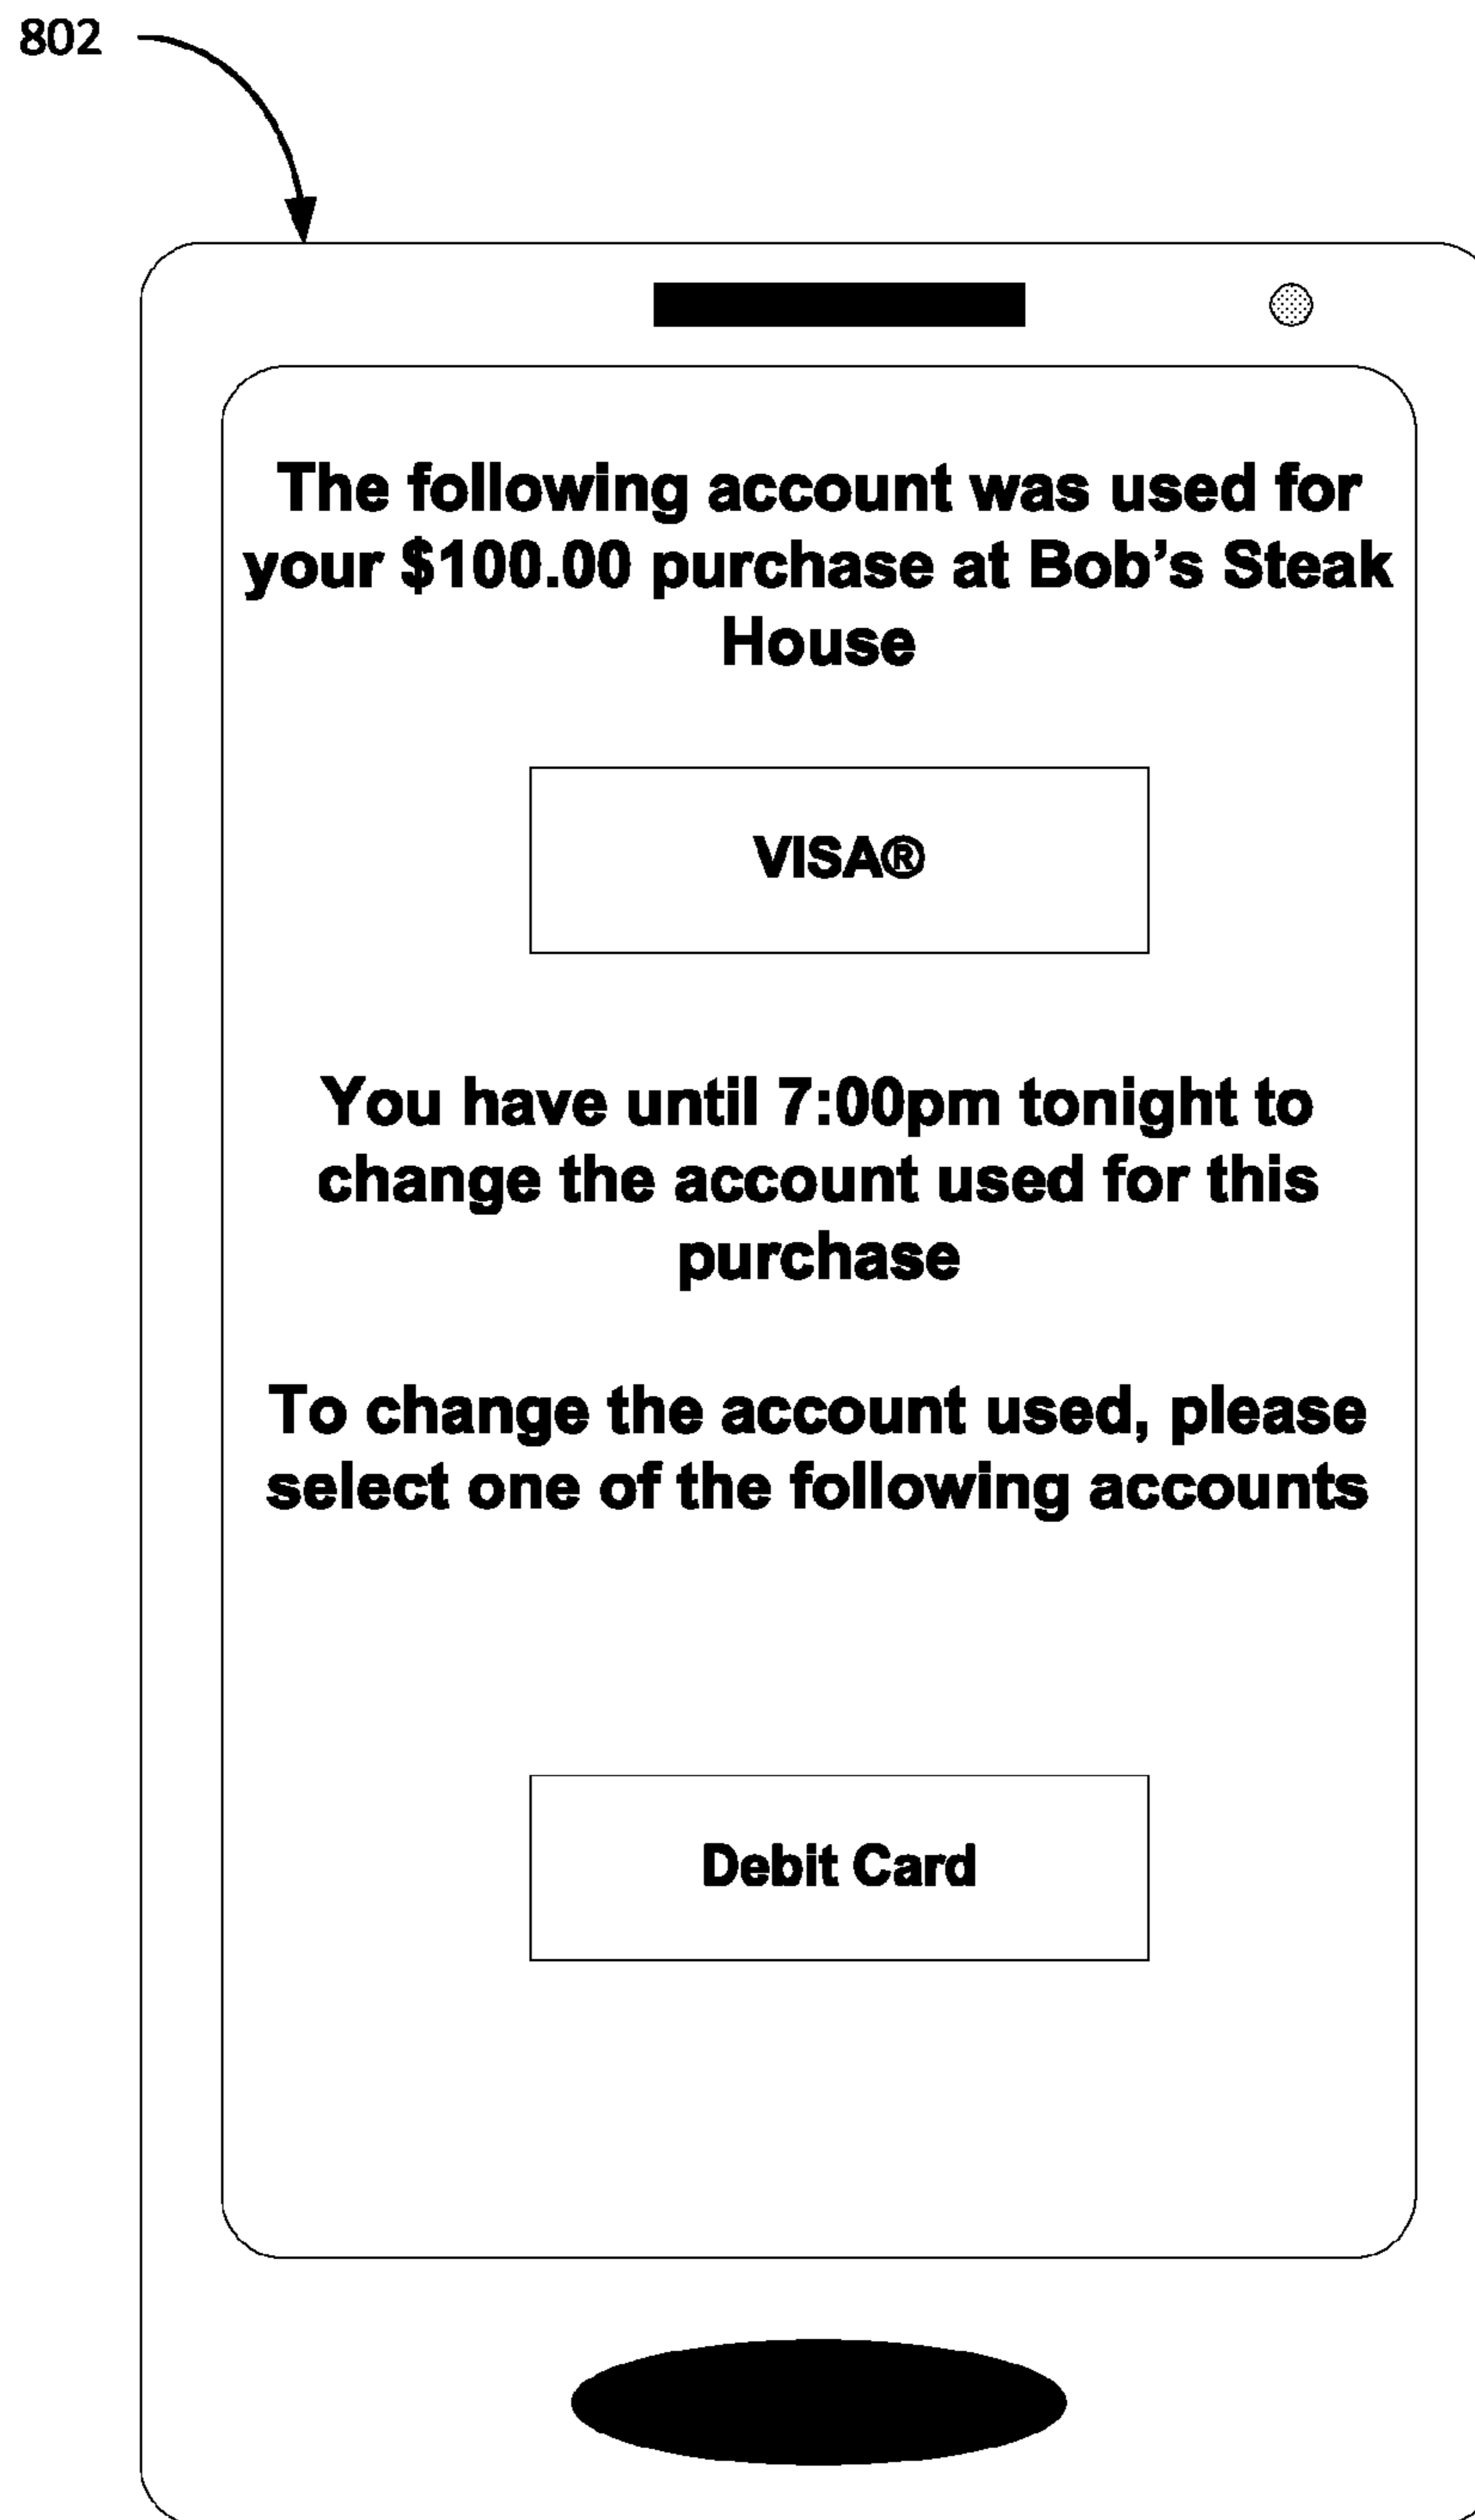 802
The following account was used for
your $100.00 purchase at Bob’s Steak
House
VISA®
You have until 7:00pm tonight to
change the account used for this
purchase
To change the account used, please
select one of the following accounts
Debit Card